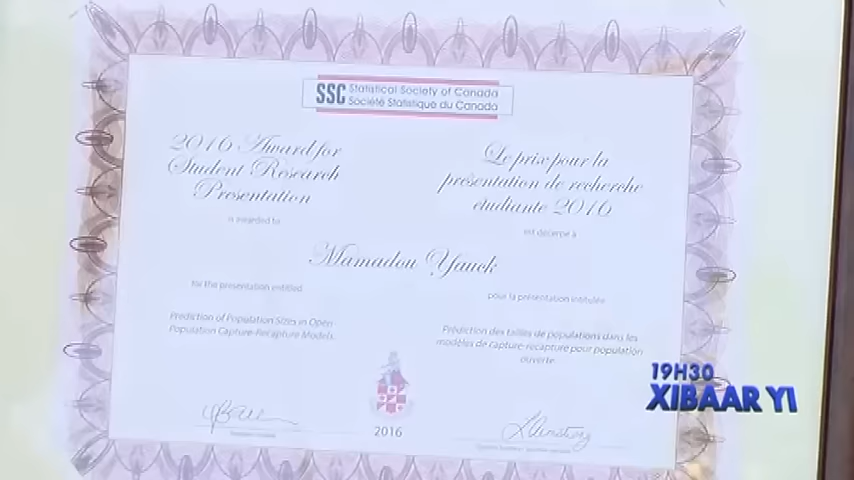 SSC
Statistical Society of Canada
Société Statistique du Canada
2016 Award for
Student Research
Presentation
is awarded to
Le prix pour la
présentation de recherche
étudiante 2016
est décerné à
Mamadou Yauck
for the presentation entitled
Prediction of Population Sizes in Open
Population Capture-Recapture Models
pour la présentation intitulée
Prédiction des tailles de populations dans les
modèles de capture-recapture pour population
ouverte
2016
19H30
XIBAAR YI